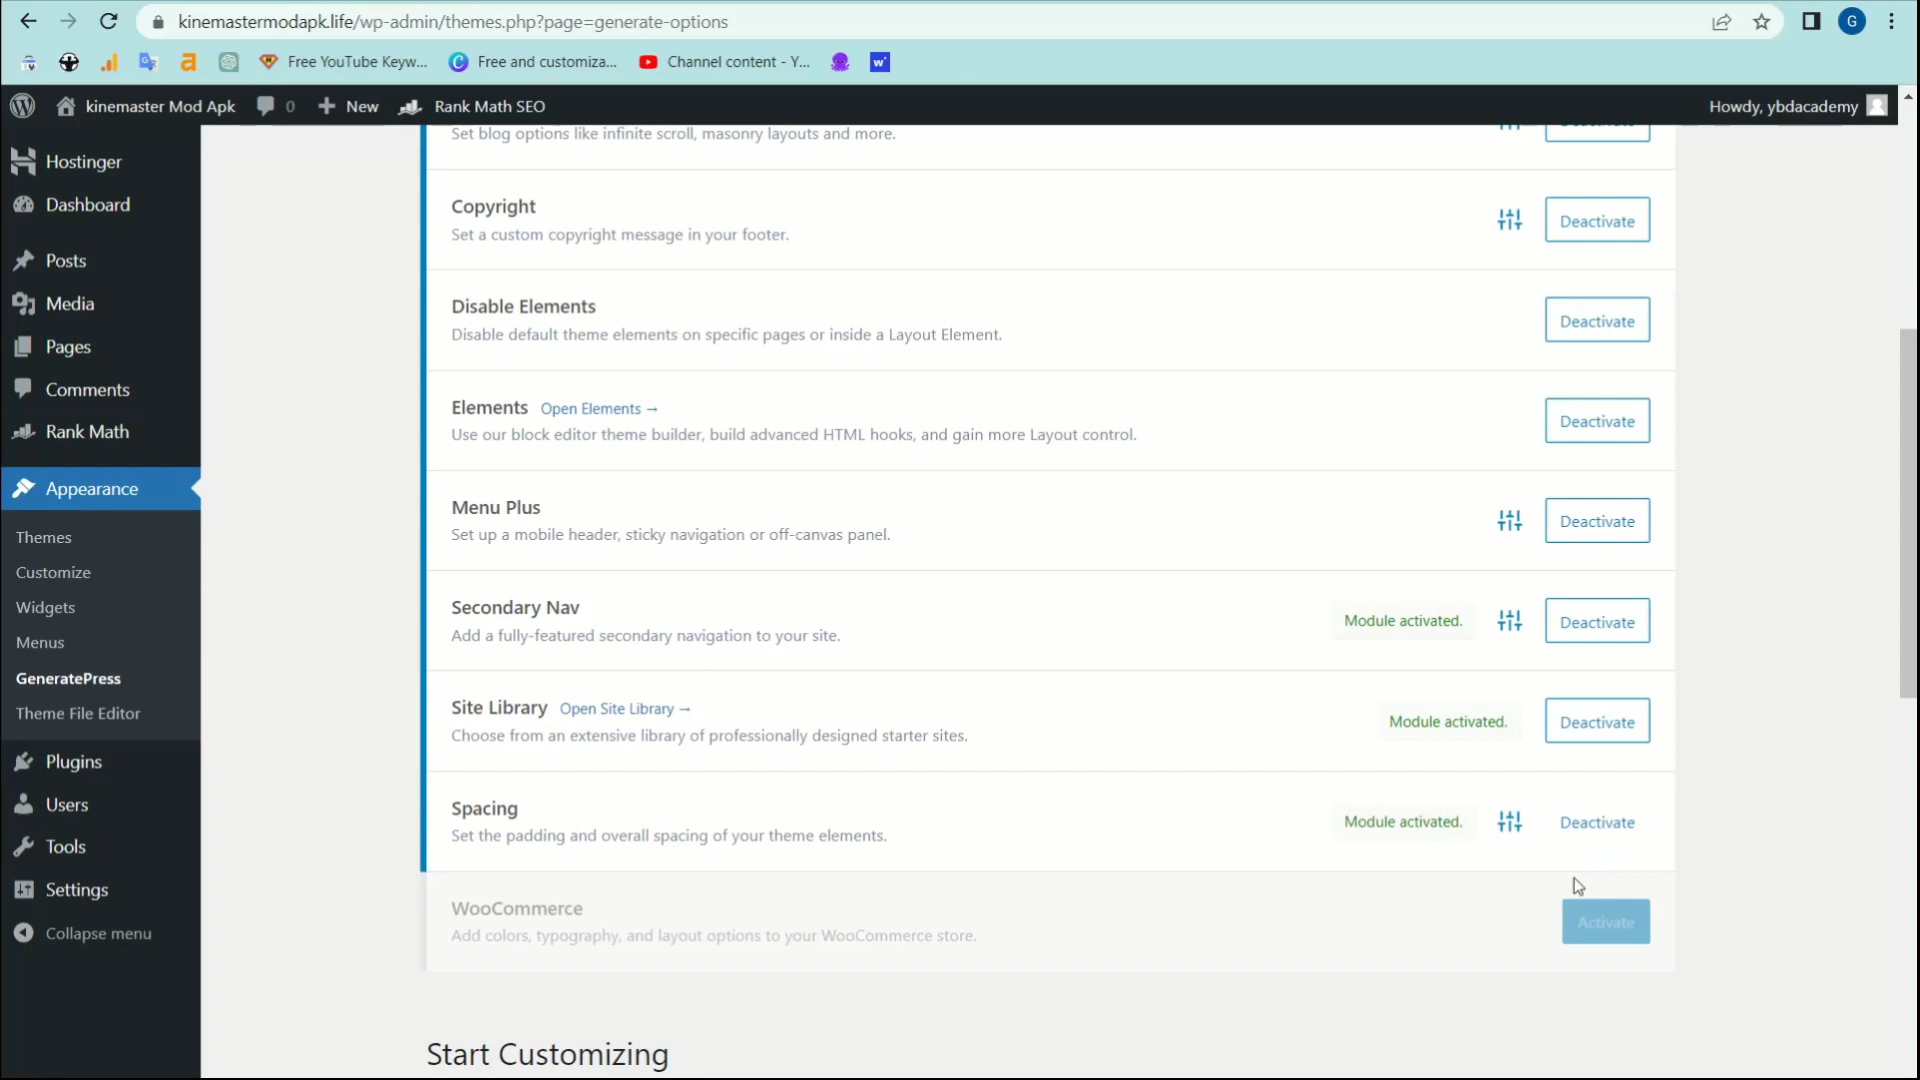 kinemastermodapk.life/wp-admin/themes.php?page=generate-options
G
Free YouTube Keyw...
Free and customiza...
Channel content - Y...
kinemaster Mod Apk
0
New
Rank Math SEO
Howdy, ybdacademy
Hostinger
Dashboard
Posts
Media
Pages
Comments
Rank Math
Appearance
Themes
Customize
Widgets
Menus
GeneratePress
Theme File Editor
Plugins
Users
Tools
Settings
Collapse menu
Set blog options like infinite scroll, masonry layouts and more.
Copyright
Set a custom copyright message in your footer.
Deactivate
Disable Elements
Disable default theme elements on specific pages or inside a Layout Element.
Deactivate
Elements Open Elements →
Use our block editor theme builder, build advanced HTML hooks, and gain more Layout control.
Deactivate
Menu Plus
Set up a mobile header, sticky navigation or off-canvas panel.
Deactivate
Secondary Nav
Add a fully-featured secondary navigation to your site.
Module activated.
Deactivate
Site Library Open Site Library →
Choose from an extensive library of professionally designed starter sites.
Module activated.
Deactivate
Spacing
Set the padding and overall spacing of your theme elements.
Module activated.
Deactivate
WooCommerce
Add colors, typography, and layout options to your WooCommerce store.
Activate
Start Customizing